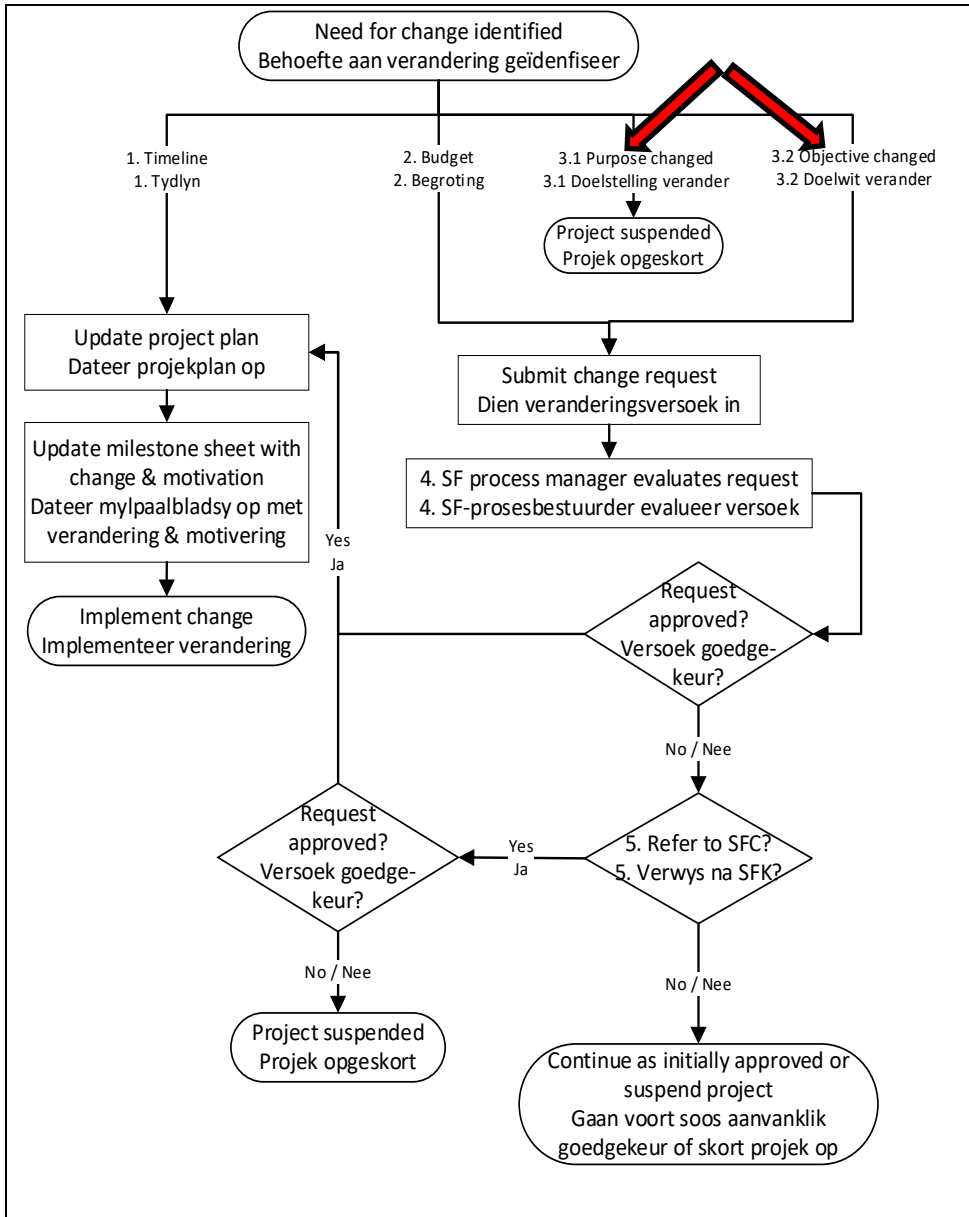 Need for change identified
Behoefte aan verandering geïdenfiseer
1. Timeline
1. Tydlyn
2. Budget
2. Begroting
3.1 Purpose changed
3.1 Doelstelling verander
3.2 Objective changed
3.2 Doelwit verander
Project suspended
Projek opgeskort
Update project plan
Dateer projekplan op
Submit change request
Dien veranderingsversoek in
Update milestone sheet with
change & motivation
Dateer mylpaalbladsy op met
verandering & motivering
4. SF process manager evaluates request
4. SF-prosesbestuurder evalueer versoek
Yes
Ja
Implement change
Implementeer verandering
Request
approved?
Versoek goedge-
keur?
No / Nee
Request
approved?
Versoek goedge-
keur?
Yes
Ja
5. Refer to SFC?
5. Verwys na SFK?
No / Nee
No / Nee
Project suspended
Projek opgeskort
Continue as initially approved or
suspend project
Gaan voort soos aanvanklik
goedgekeur of skort projek op